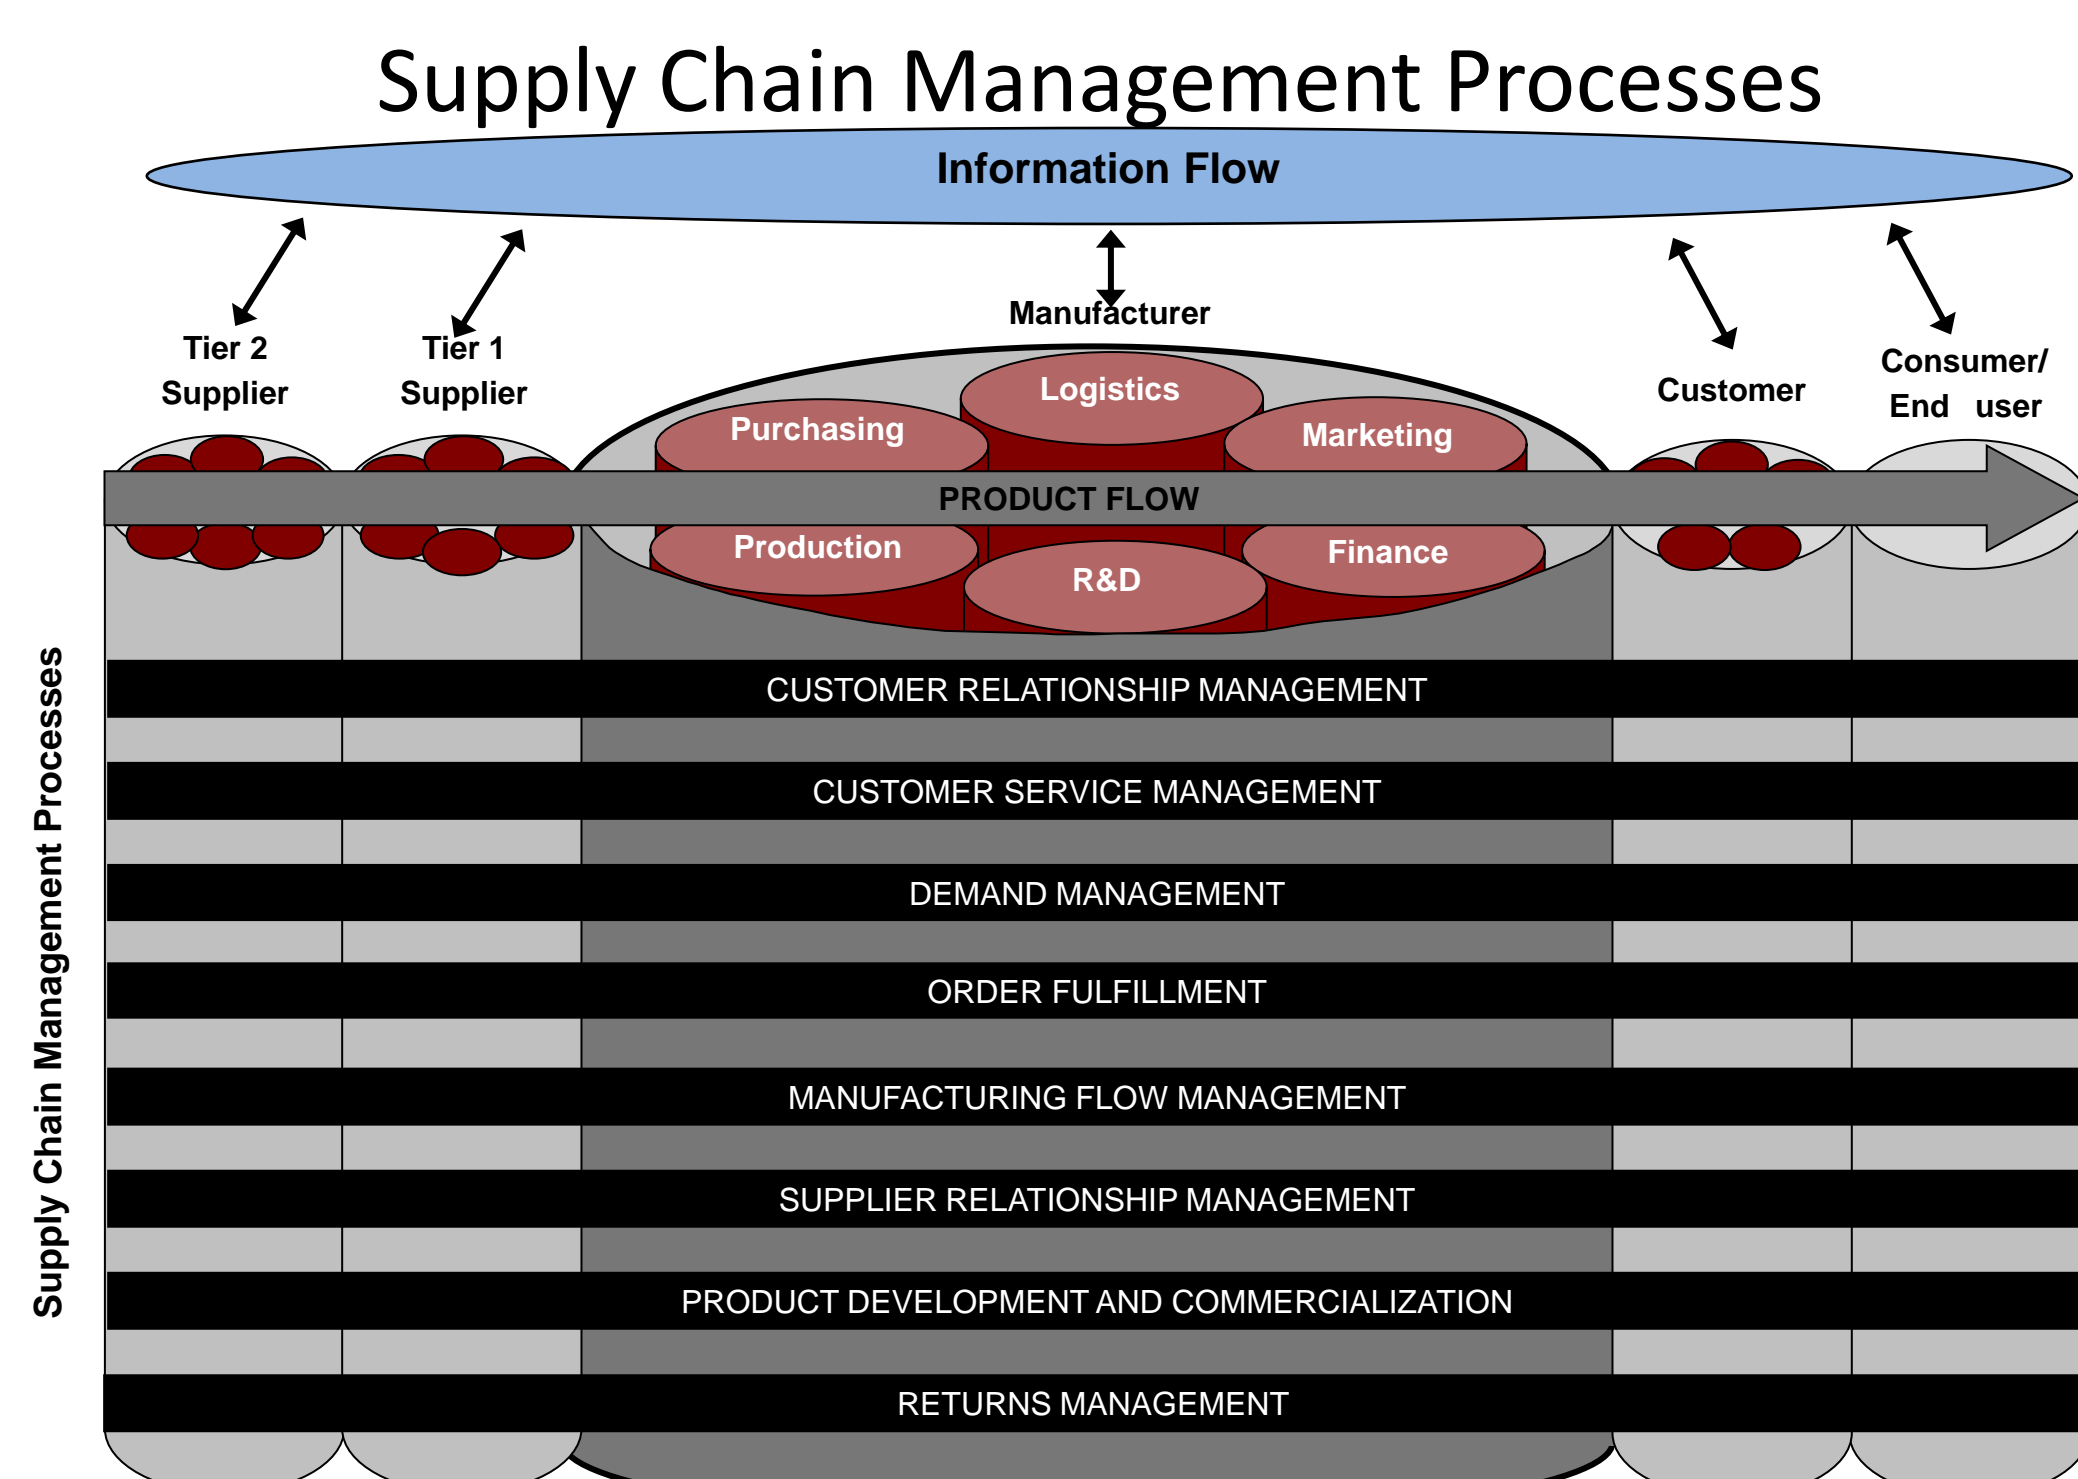 Supply Chain Management Processes
Information Flow
Manufacturer
Tier 2
Supplier
Tier 1
Supplier
Customer
Consumer/
End user
Logistics
Purchasing
Marketing
PRODUCT FLOW
Production
Finance
R&D
Supply Chain Management Processes
CUSTOMER RELATIONSHIP MANAGEMENT
CUSTOMER SERVICE MANAGEMENT
DEMAND MANAGEMENT
ORDER FULFILLMENT
MANUFACTURING FLOW MANAGEMENT
SUPPLIER RELATIONSHIP MANAGEMENT
PRODUCT DEVELOPMENT AND COMMERCIALIZATION
RETURNS MANAGEMENT